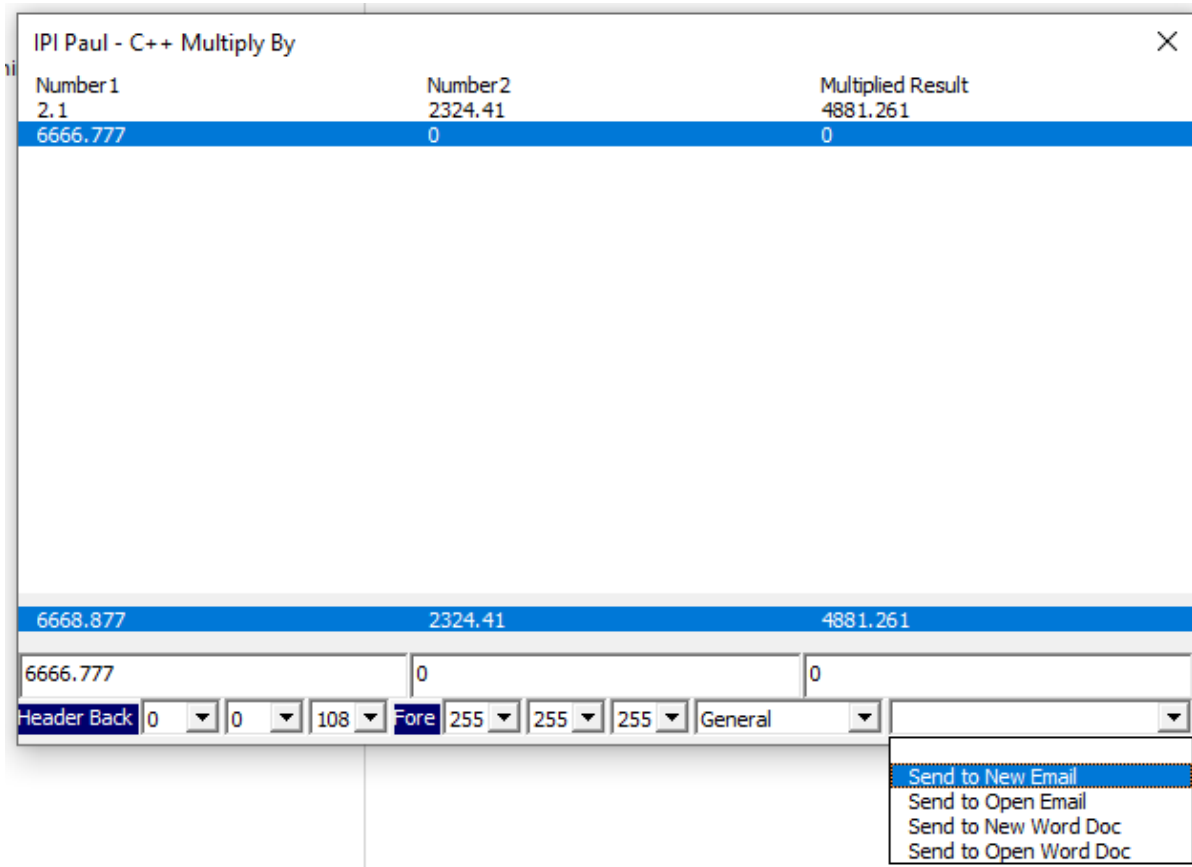 IPI Paul - C++ Multiply By
Number1 Number2 Multiplied Result
2.1 2324.41 4881.261
6666.777 0 0
6668.877 2324.41 4881.261
6666.777 0 0
Header Back 0 0 108 Fore 255 255 255 General
Send to New Email
Send to Open Email
Send to New Word Doc
Send to Open Word Doc